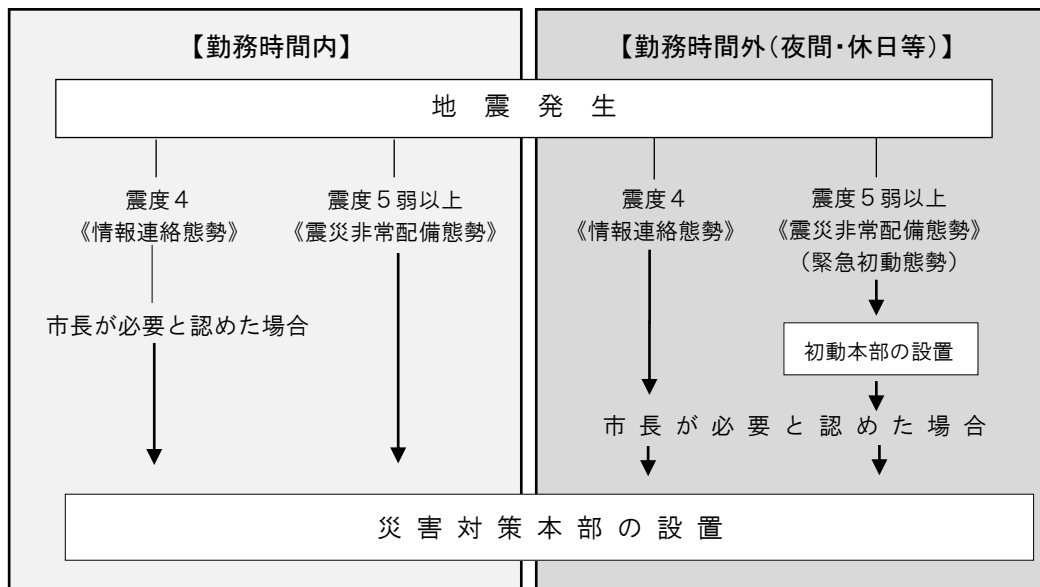 【勤務時間内】
【勤務時間外(夜間・休日等)】
地震発生
震度４
《情報連絡態勢》
市長が必要と認めた場合
震度５弱以上
《震災非常配備態勢》
震度４
《情報連絡態勢》
震度５弱以上
《震災非常配備態勢》
(緊急初動態勢)
初動本部の設置
市長が必要と認めた場合
災害対策本部の設置